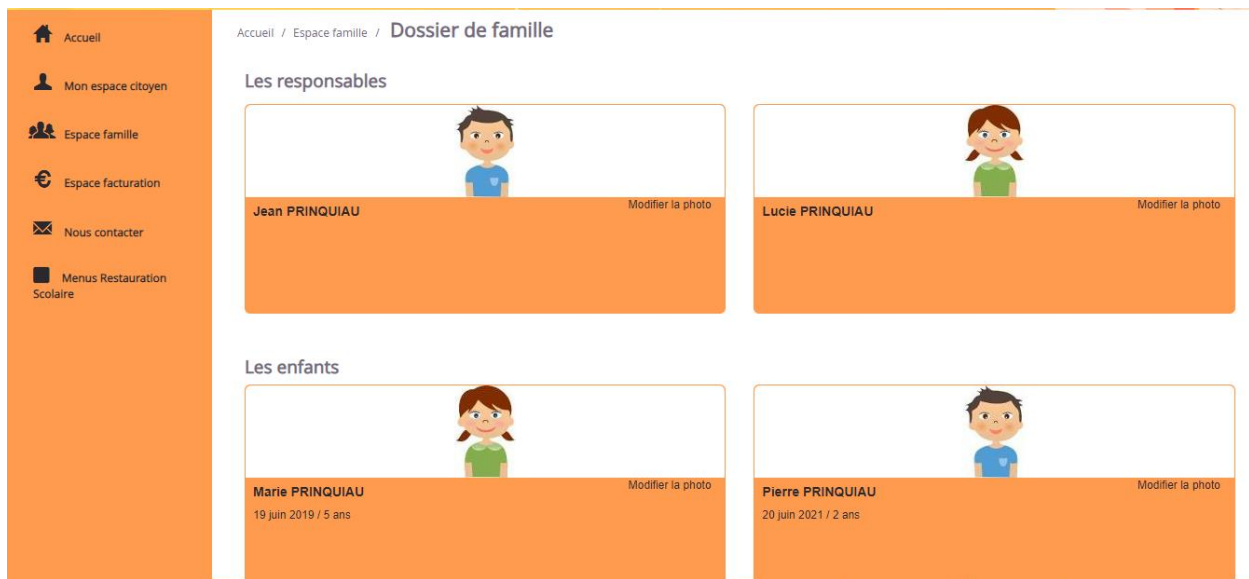 Accueil
Mon espace citoyen
Espace famille
Espace facturation
Nous contacter
Menus Restauration
Scolaire
Accueil / Espace famille / Dossier de famille
Les responsables
Jean PRINQUIAU
Modifier la photo
Lucie PRINQUIAU
Modifier la photo
Les enfants
Marie PRINQUIAU
Modifier la photo
19 juin 2019 / 5 ans
Pierre PRINQUIAU
Modifier la photo
20 juin 2021 / 2 ans